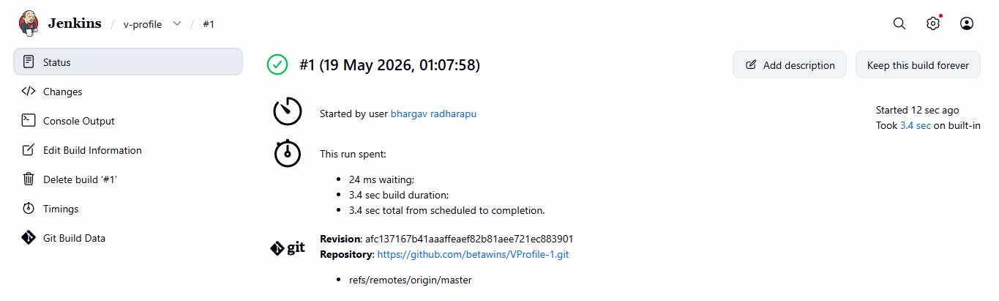 Jenkins / v-profile / #1
Status
Changes
Console Output
Edit Build Information
Delete build ‘#1’
Timings
Git Build Data
#1 (19 May 2026, 01:07:58)
Add description
Keep this build forever
Started by user bhargav radharapu
Started 12 sec ago
Took 3.4 sec on built-in
This run spent:
• 24 ms waiting;
• 3.4 sec build duration;
• 3.4 sec total from scheduled to completion.
git
Revision: afc137167b41aaaffeaef82b81aee721ec883901
Repository: https://github.com/betawins/VProfile-1.git
• refs/remotes/origin/master